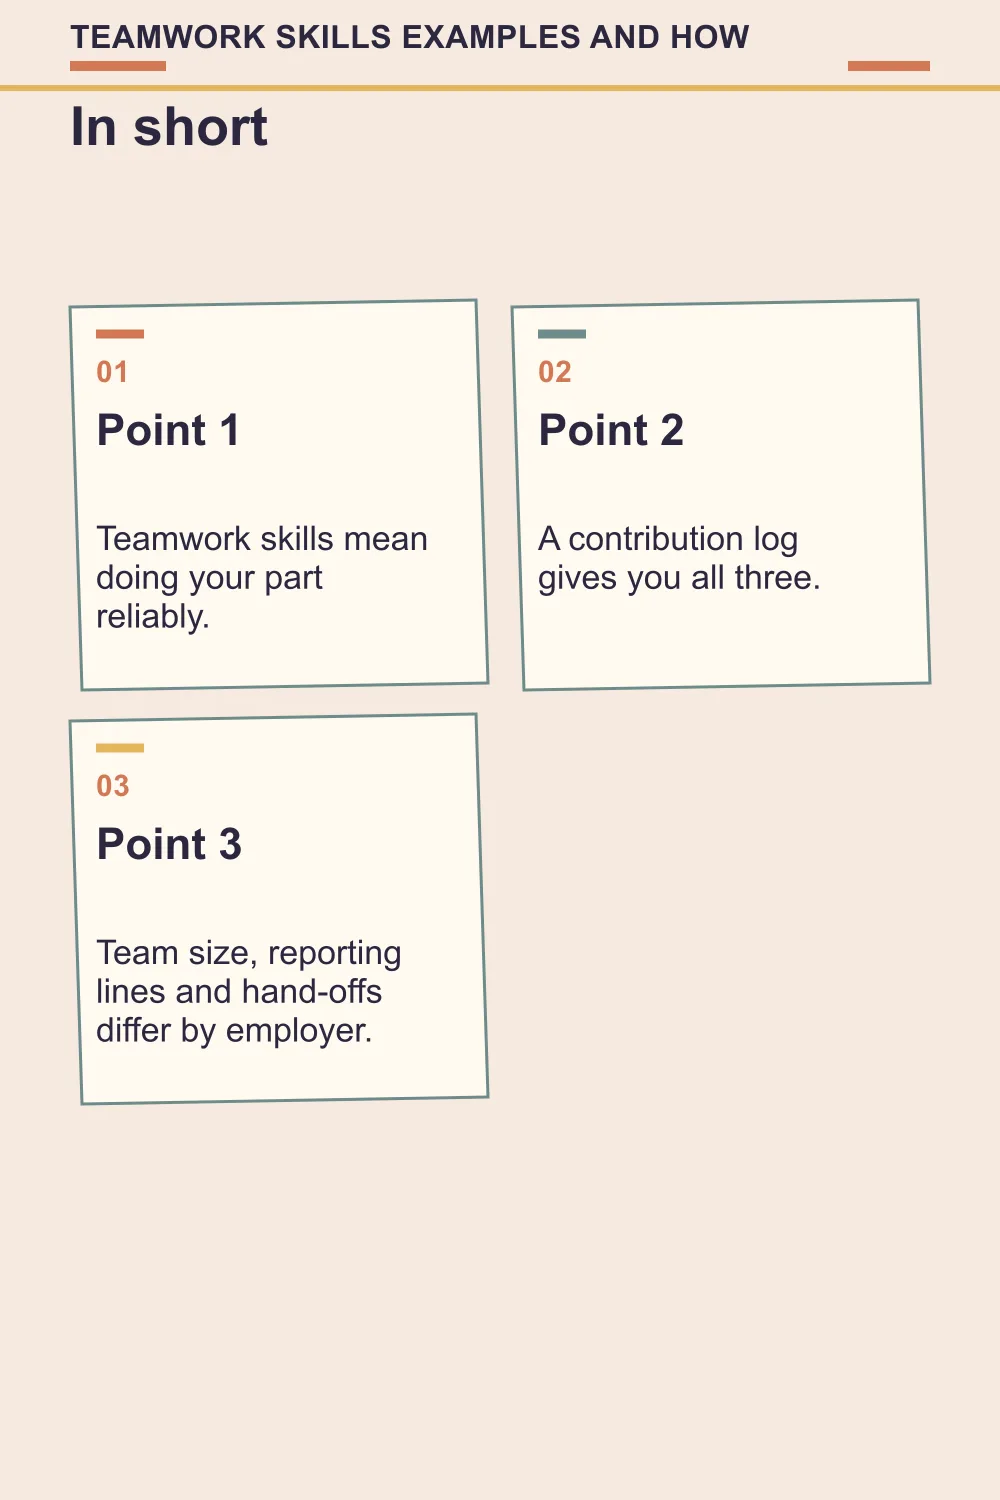 TEAMWORK SKILLS EXAMPLES AND HOW
In short
01
Point 1
Teamwork skills mean
doing your part
reliably.
02
Point 2
A contribution log
gives you all three.
03
Point 3
Team size, reporting
lines and hand-offs
differ by employer.